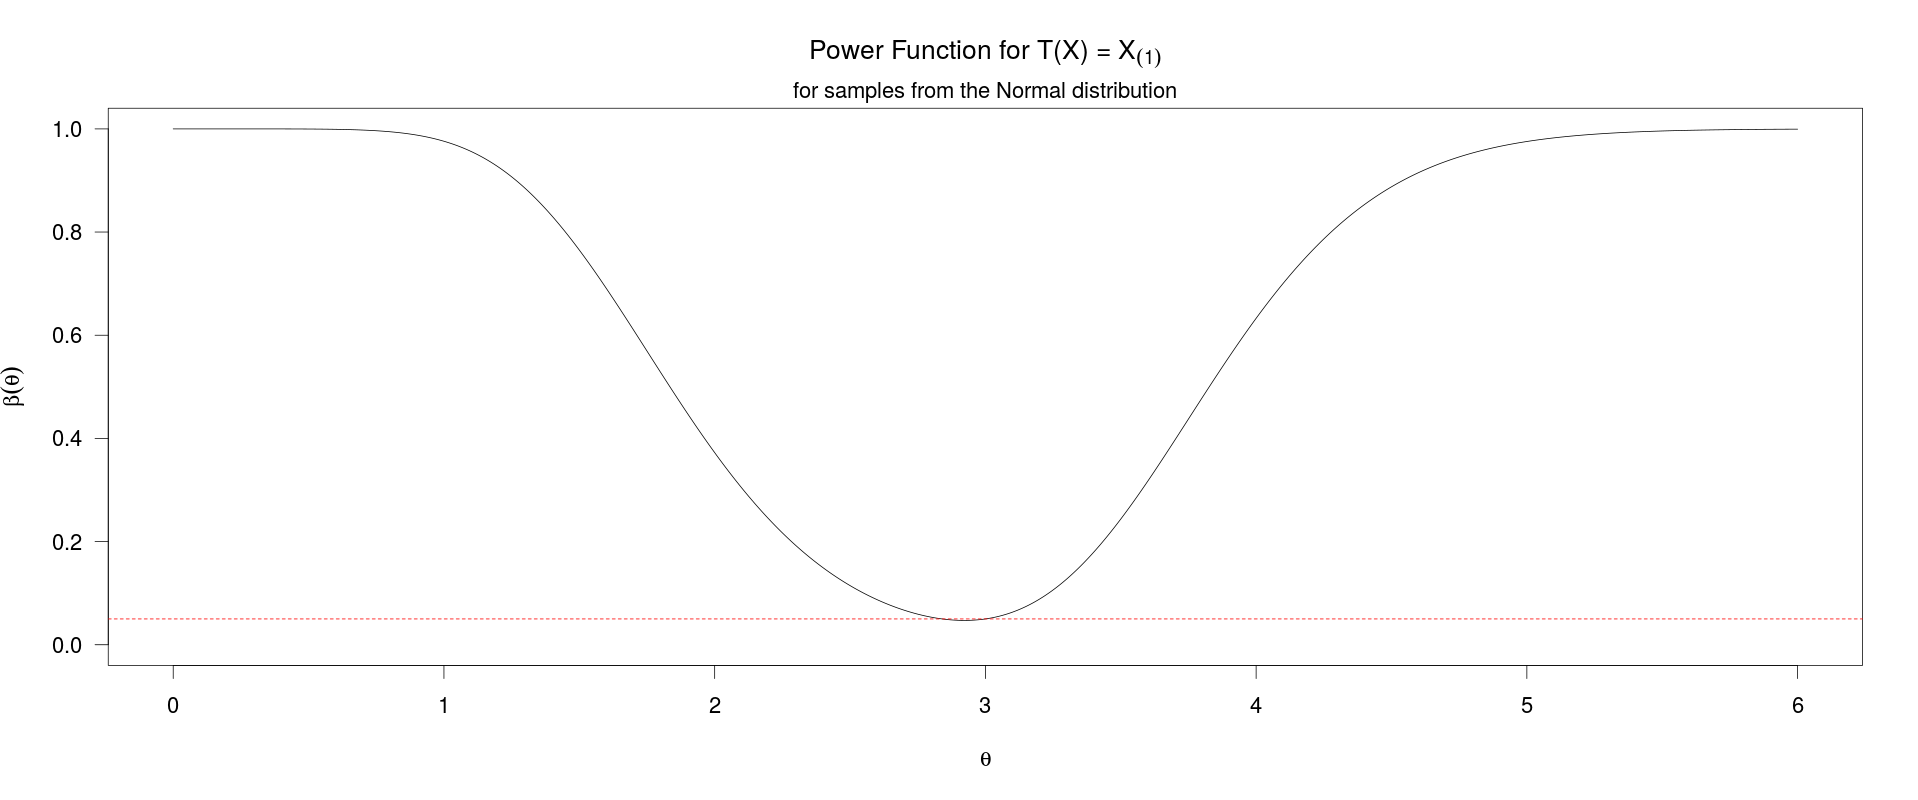 Power Function for T(X) = X(1)
for samples from the Normal distribution
1.0
0.8
0.6
0.4
0.2
0.0
β(θ)
0 1 2 3 4 5 6
θ